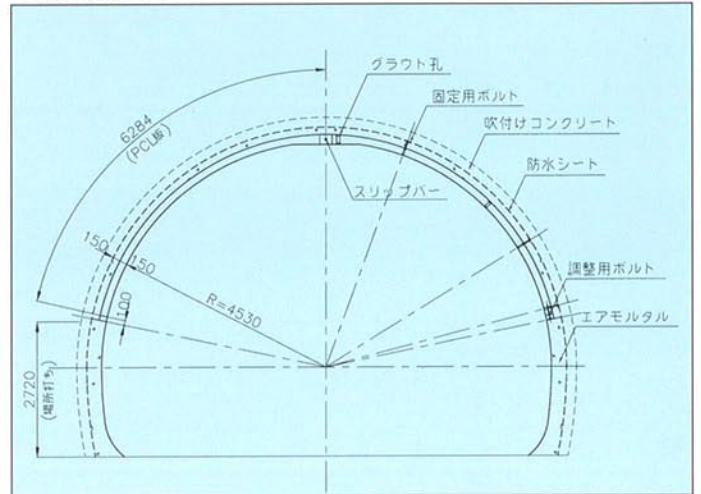 グラウト孔
固定用ボルト
吹付けコンクリート
防水シート
スリップバー
調整用ボルト
エアモルタル
6284
(PCL版)
150
150
100
R=4530
2720
(場所打ち)